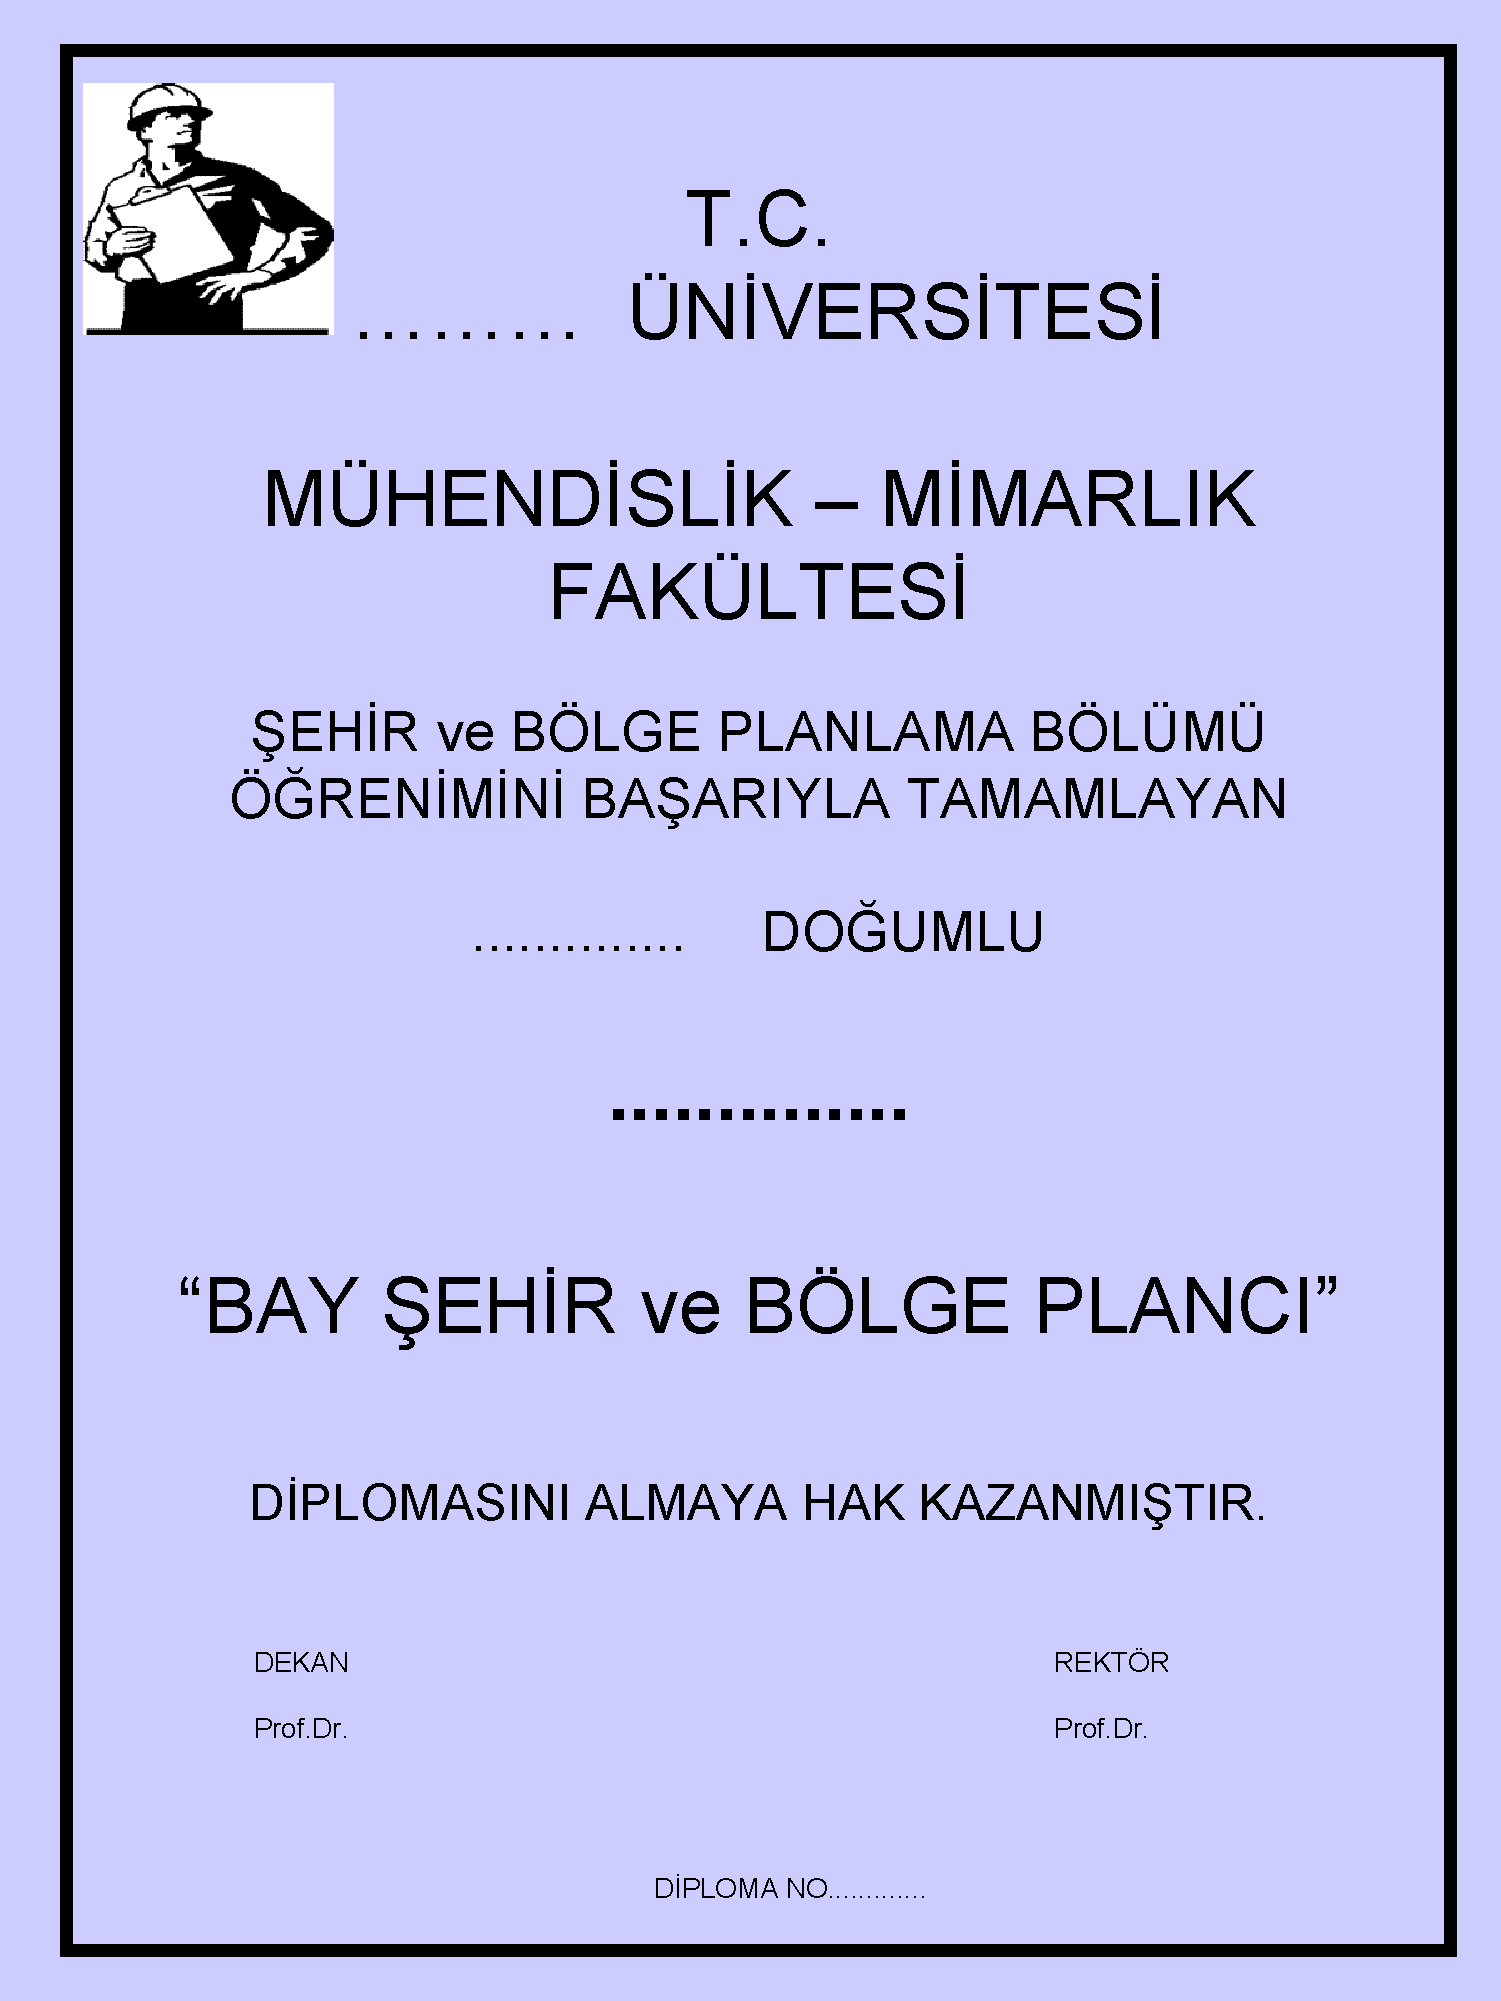 T.C.
……… ÜNİVERSİTESİ
MÜHENDİSLİK – MİMARLIK
FAKÜLTESİ
ŞEHİR ve BÖLGE PLANLAMA BÖLÜMÜ
ÖĞRENİMİNİ BAŞARIYLA TAMAMLAYAN
.............. DOĞUMLU
..............
“BAY ŞEHİR ve BÖLGE PLANCI”
DİPLOMASINI ALMAYA HAK KAZANMIŞTIR.
DEKAN REKTÖR
Prof.Dr. Prof.Dr.
DİPLOMA NO.............